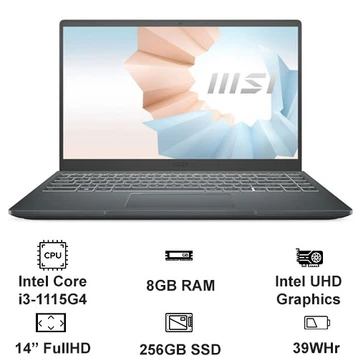 msi
CPU
Intel Core
i3-1115G4
8GB RAM
Intel UHD
Graphics
14” FullHD
256GB SSD
39WHr